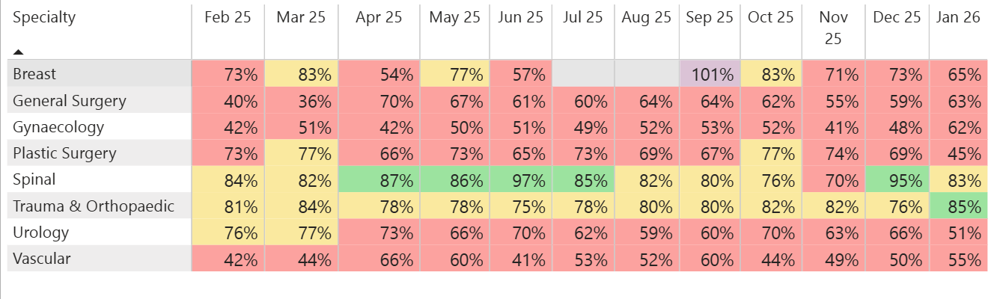 Specialty Feb 25 Mar 25 Apr 25 May 25 Jun 25 Jul 25 Aug 25 Sep 25 Oct 25 Nov 25 Dec 25 Jan 26
Breast 73% 83% 54% 77% 57% 101% 83% 71% 73% 65%
General Surgery 40% 36% 70% 67% 61% 60% 64% 64% 62% 55% 59% 63%
Gynaecology 42% 51% 42% 50% 51% 49% 52% 53% 52% 41% 48% 62%
Plastic Surgery 73% 77% 66% 73% 65% 73% 69% 67% 77% 74% 69% 45%
Spinal 84% 82% 87% 86% 97% 85% 82% 80% 76% 70% 95% 83%
Trauma & Orthopaedic 81% 84% 78% 78% 75% 78% 80% 80% 82% 82% 76% 85%
Urology 76% 77% 73% 66% 70% 62% 59% 60% 70% 63% 66% 51%
Vascular 42% 44% 66% 60% 41% 53% 52% 60% 44% 49% 50% 55%